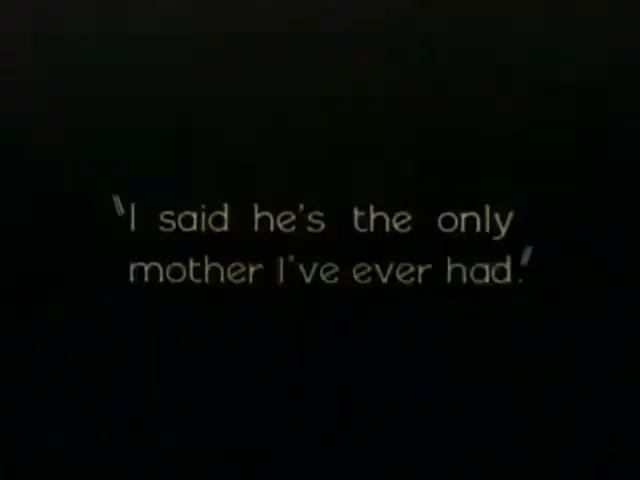 "I said he's the only
mother I've ever had."